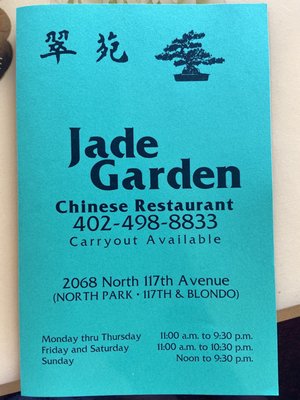 翠苑
Jade
Garden
Chinese Restaurant
402-498-8833
Carryout Available
2068 North 117th Avenue
(NORTH PARK • 117TH & BLONDO)
Monday thru Thursday 11:00 a.m. to 9:30 p.m.
Friday and Saturday 11:00 a.m. to 10:30 p.m.
Sunday Noon to 9:30 p.m.